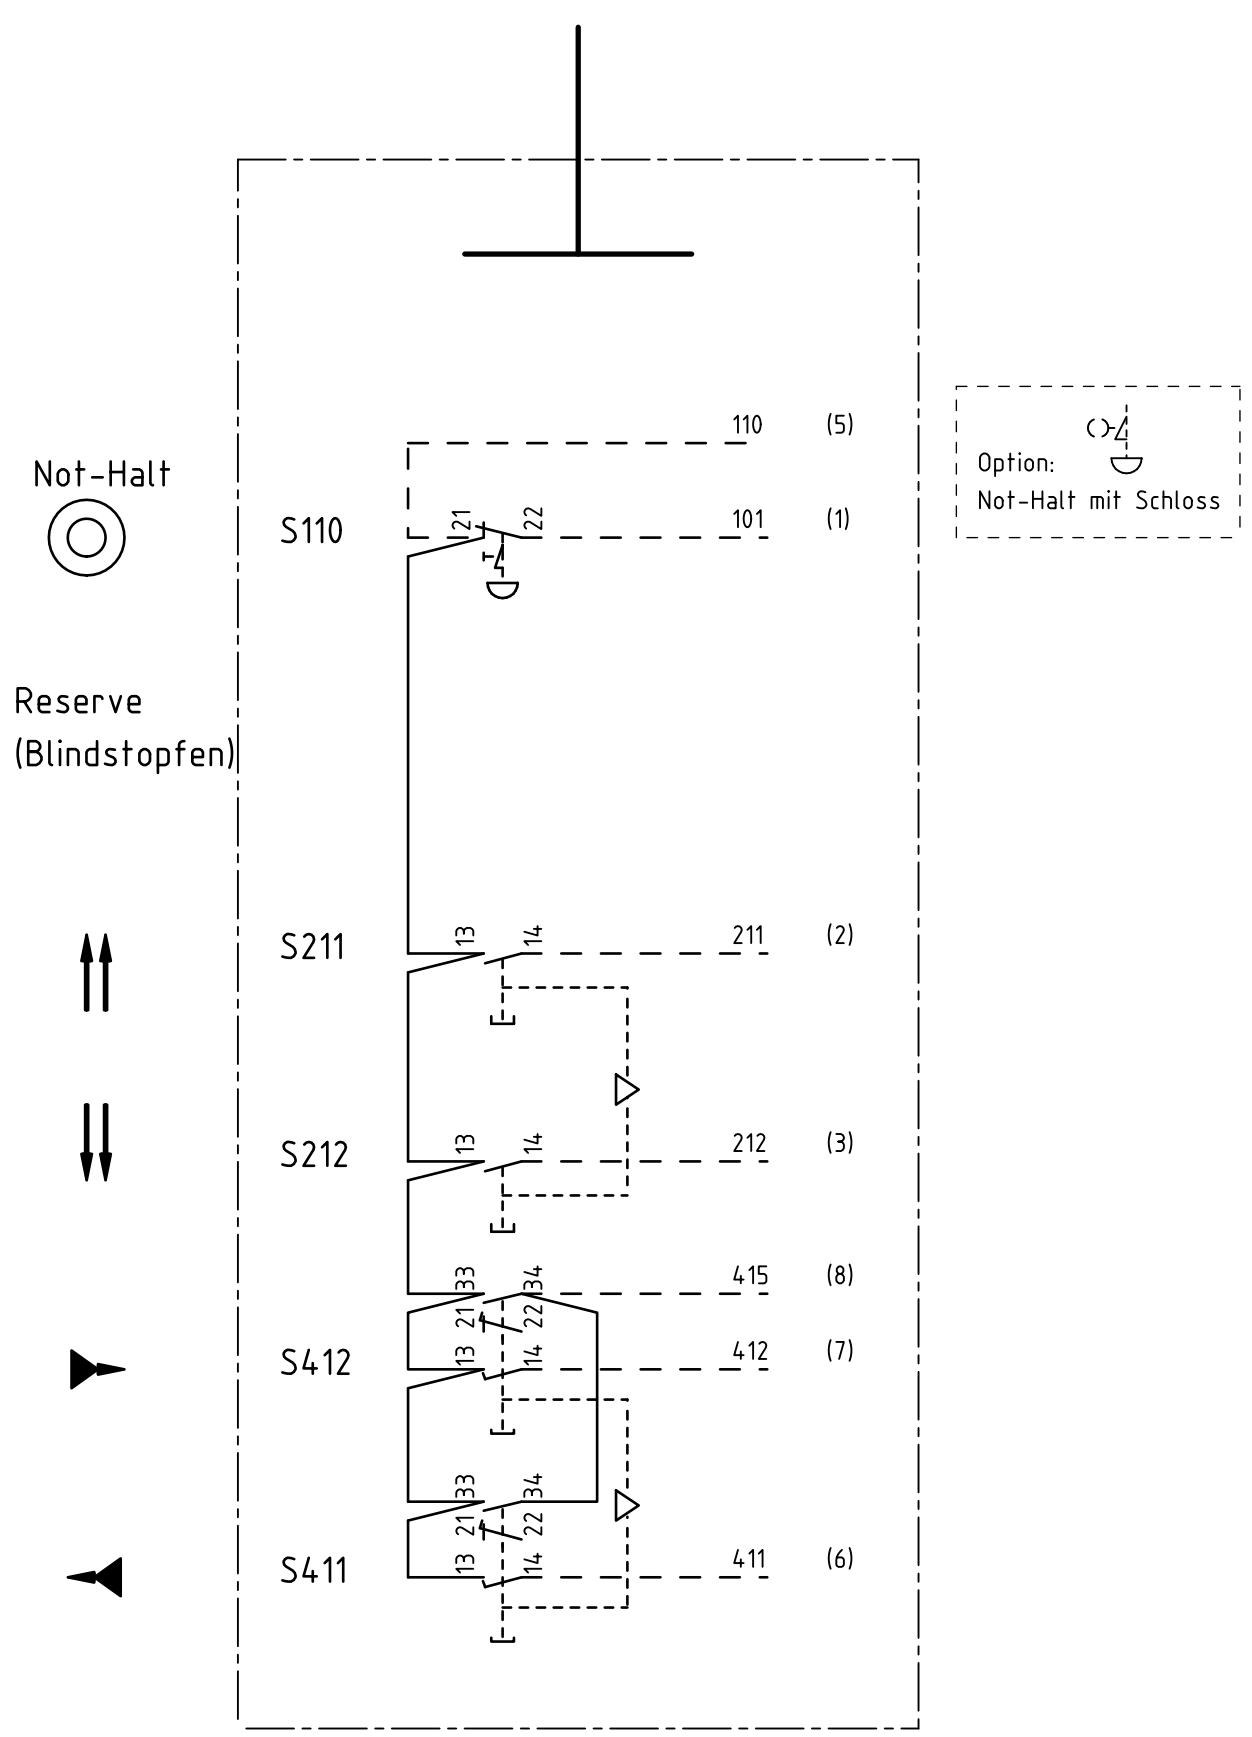 110 (5)
Not-Halt
Option:
Not-Halt mit Schloss
S110 21 22 101 (1)
Reserve
(Blindstopfen)
S211 13 14 211 (2)
S212 13 14 212 (3)
33 34 415 (8)
21 22
S412 13 14 412 (7)
33 34
21 22
S411 13 14 411 (6)